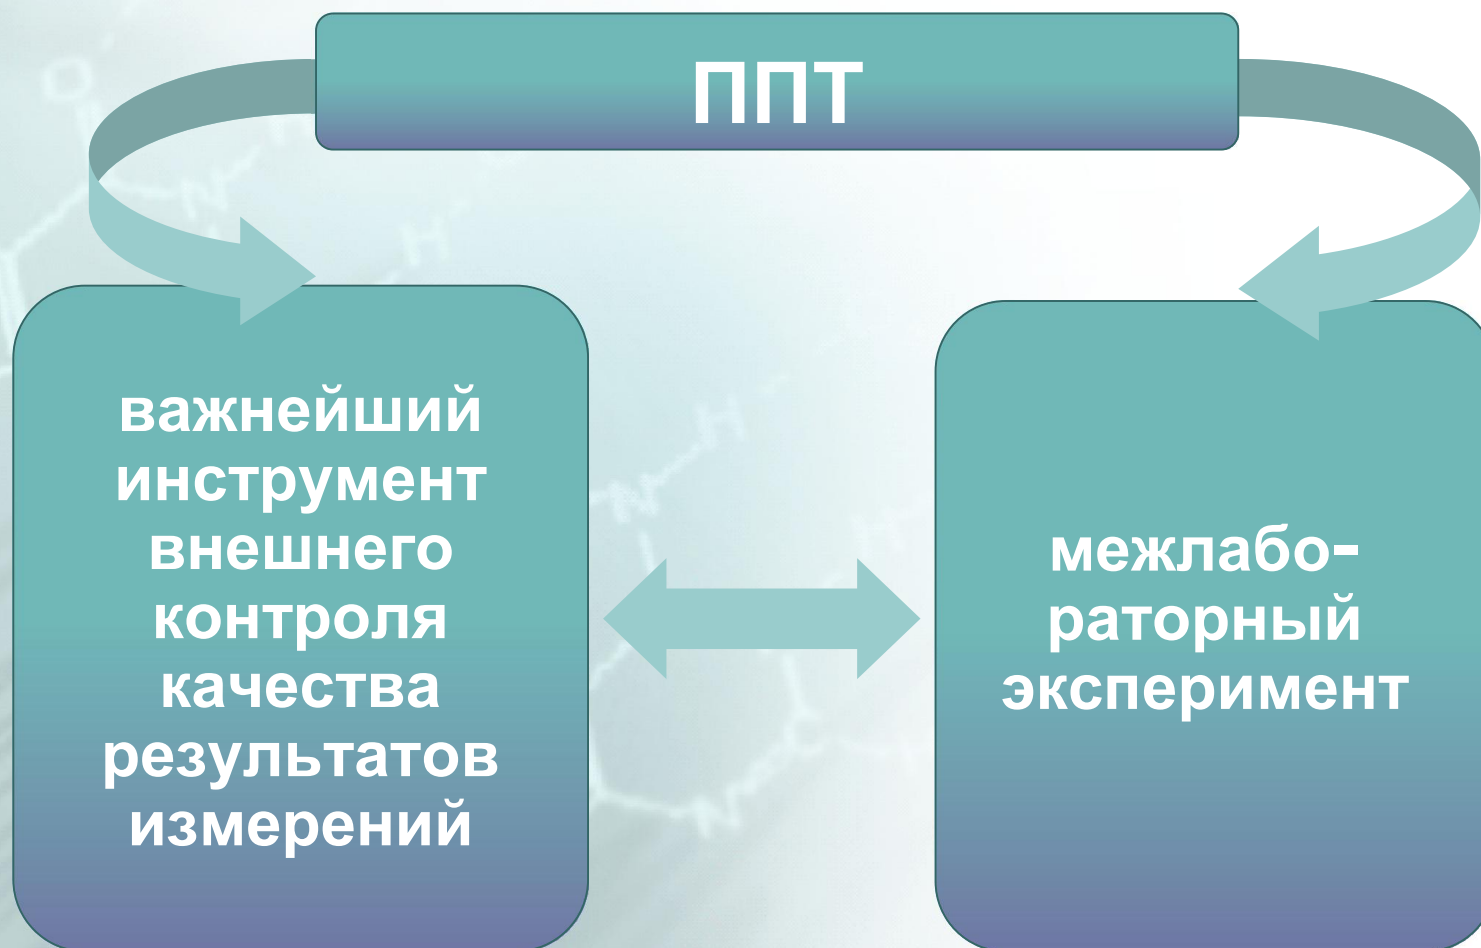 ППТ
важнейший
инструмент
внешнего
контроля
качества
результатов
измерений
межлабо-
раторный
эксперимент